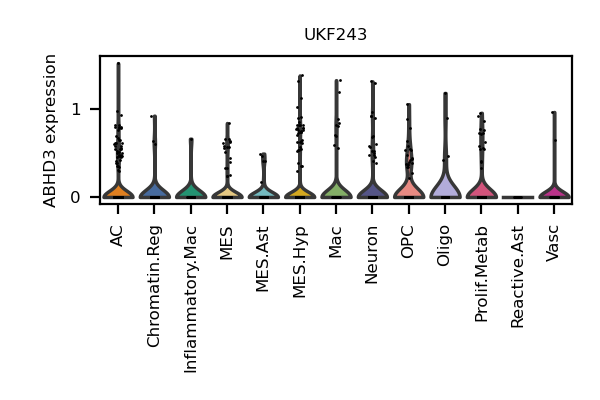 UKF243
ABHD3 expression
1
0
AC
Chromatin.Reg
Inflammatory.Mac
MES
MES.Ast
MES.Hyp
Mac
Neuron
OPC
Oligo
Prolif.Metab
Reactive.Ast
Vasc